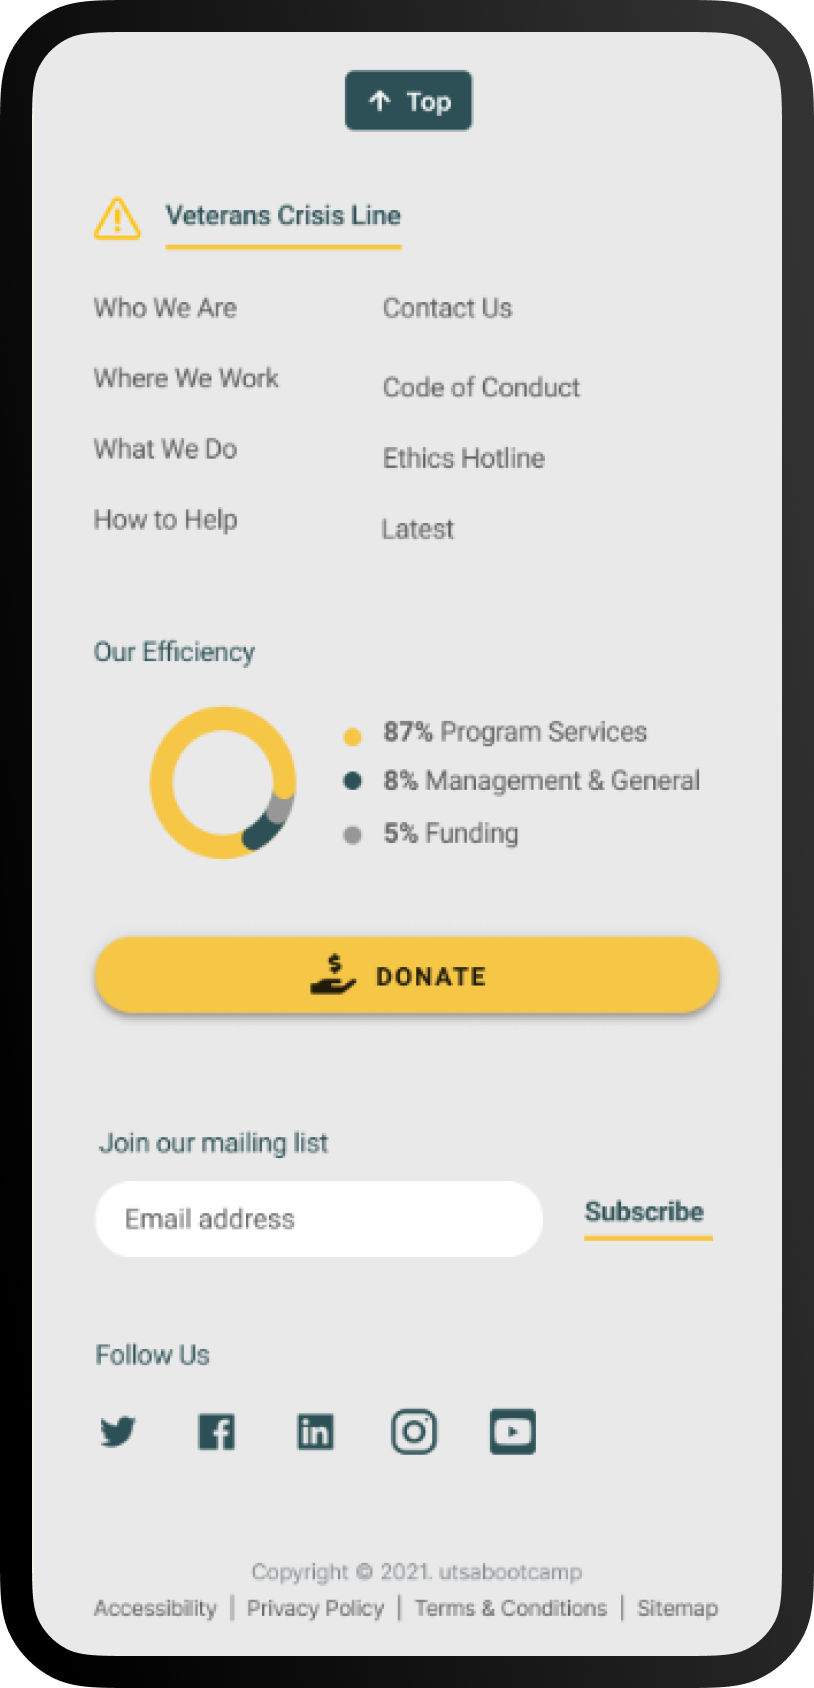 Top
Veterans Crisis Line
Who We Are
Contact Us
Where We Work
Code of Conduct
What We Do
Ethics Hotline
How to Help
Latest
Our Efficiency
87% Program Services
8% Management & General
5% Funding
$ DONATE
Join our mailing list
Email address
Subscribe
Follow Us
in
Copyright © 2021. utsabootcamp
Accessibility | Privacy Policy | Terms & Conditions | Sitemap